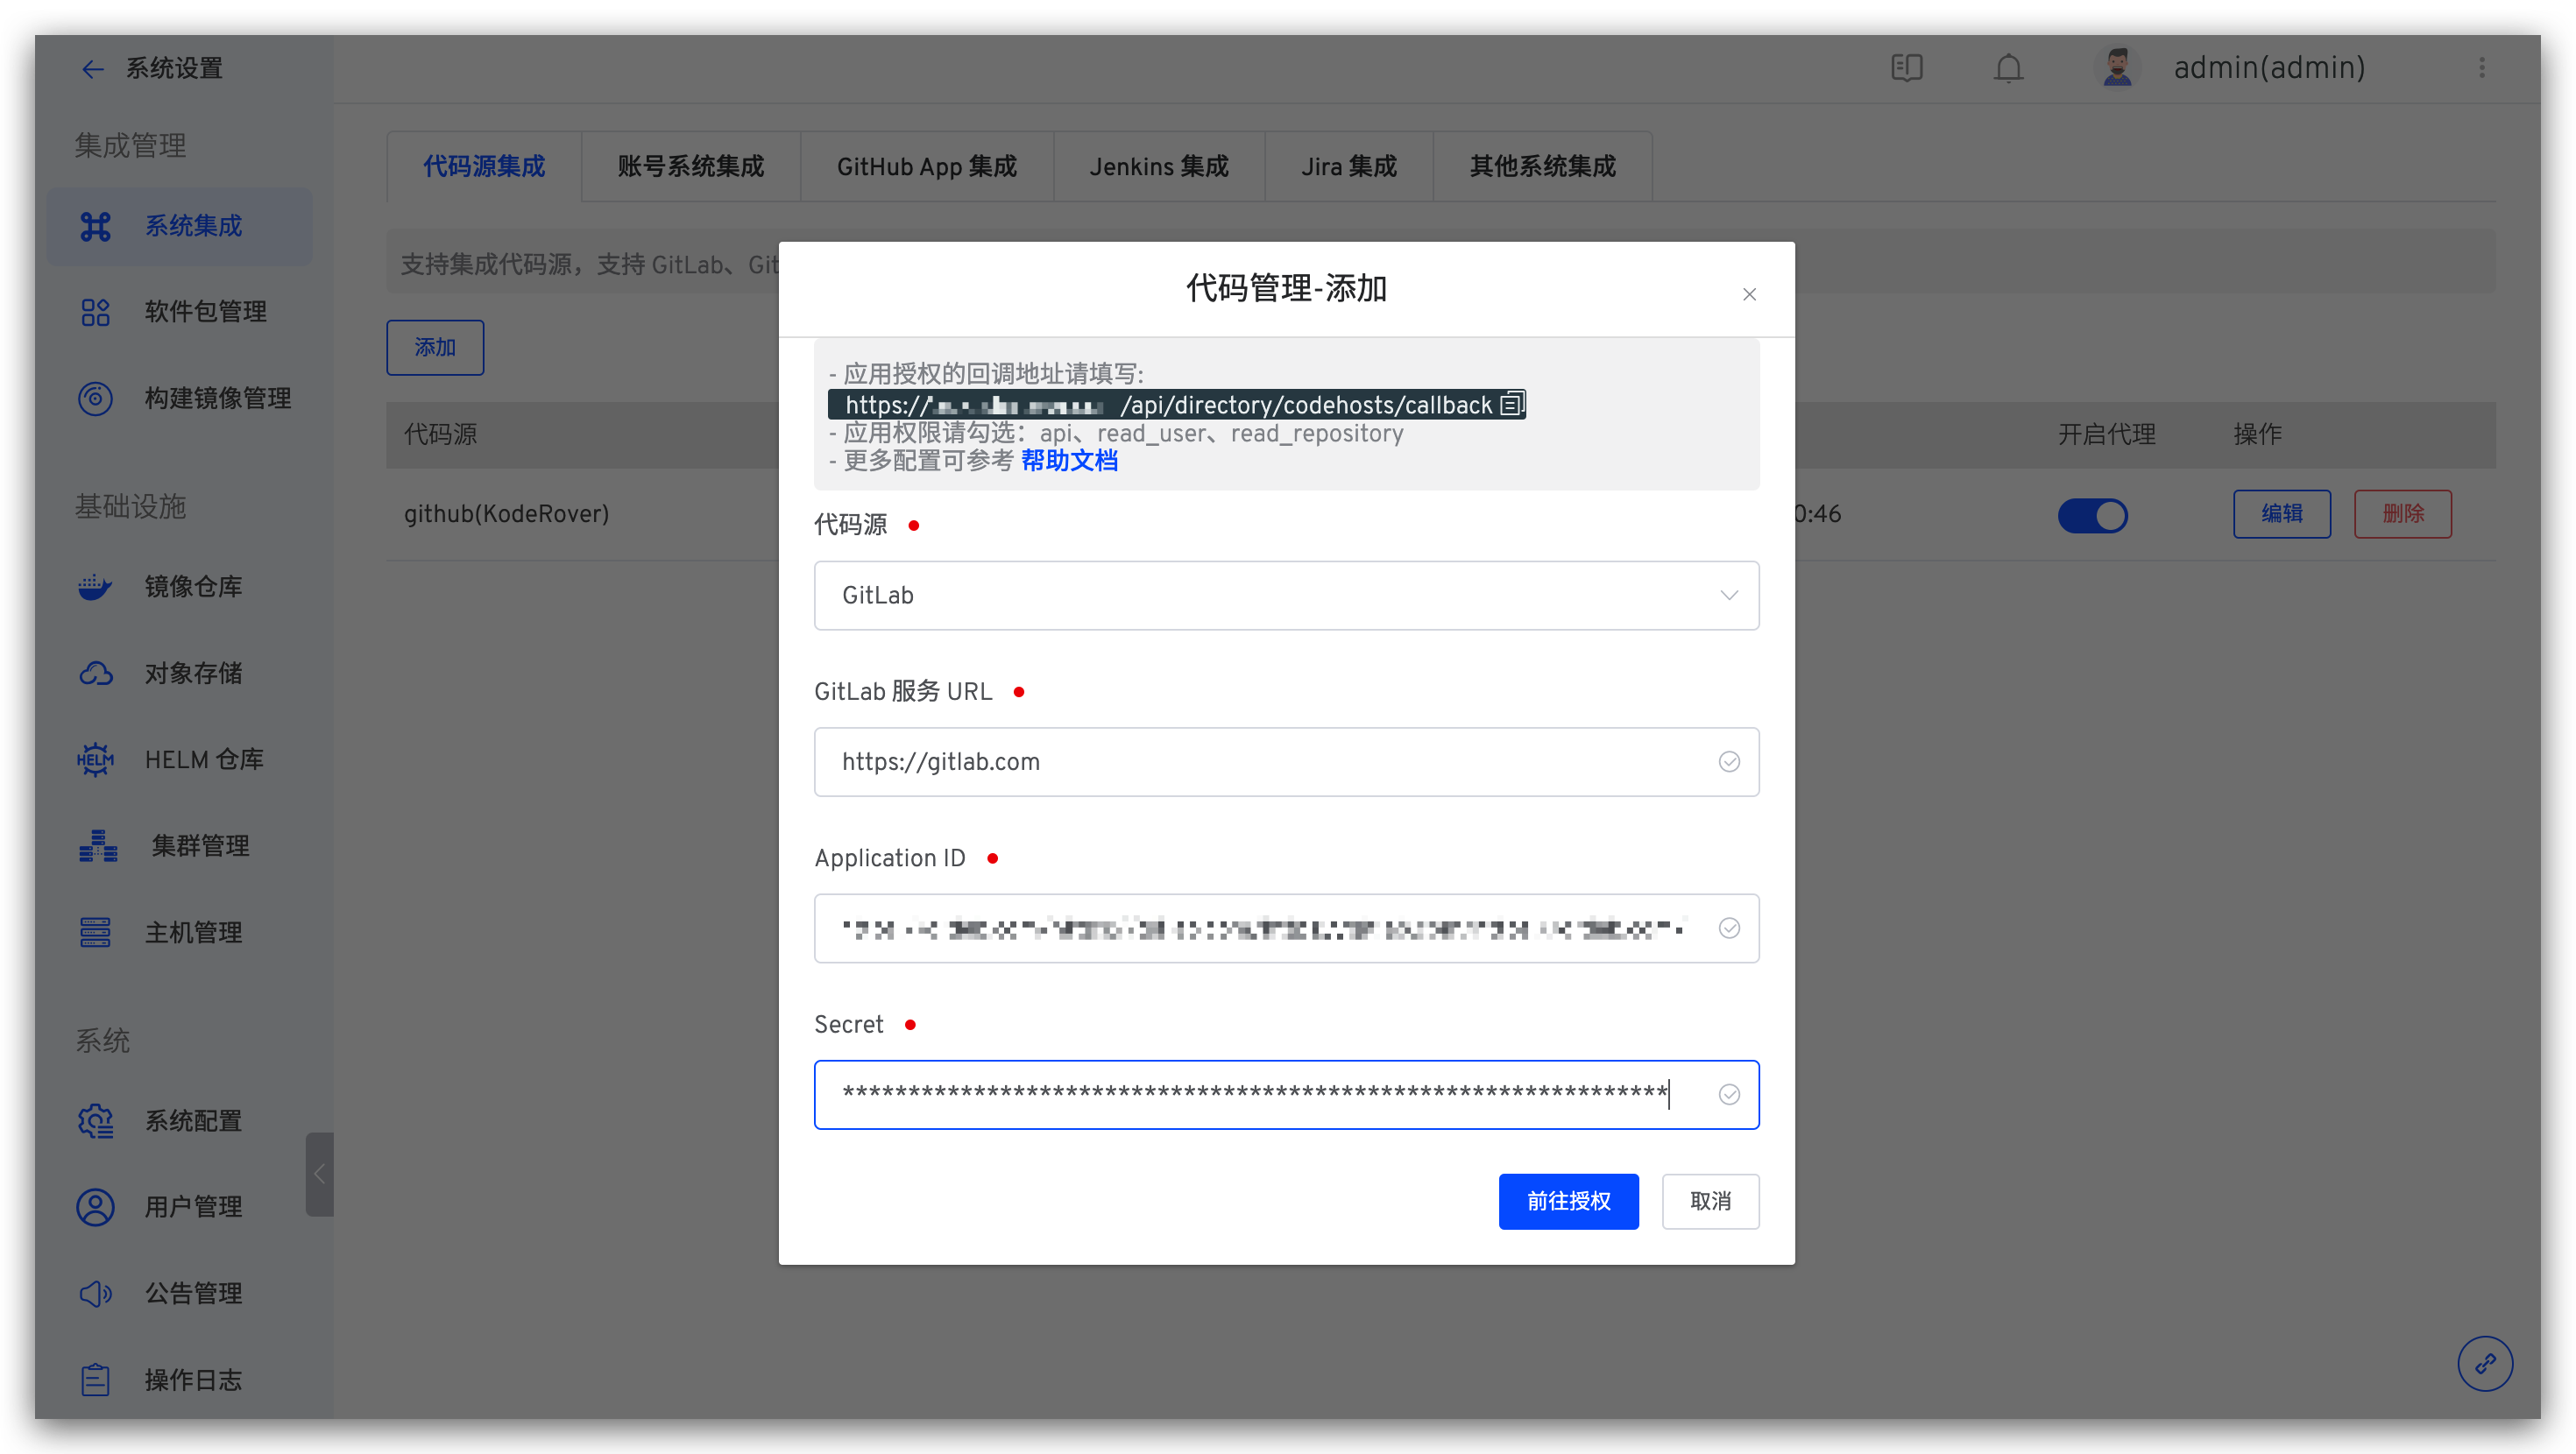 系统设置
admin(admin)
集成管理
系统集成
软件包管理
构建镜像管理
基础设施
镜像仓库
对象存储
HELM
HELM 仓库
集群管理
主机管理
系统
系统配置
用户管理
公告管理
操作日志
代码源集成
账号系统集成
GitHub App 集成
Jenkins 集成
Jira 集成
其他系统集成
支持集成代码源，支持 GitLab、Git
添加
代码源
开启代理
操作
github(KodeRover)
0:46
编辑
删除
代码管理-添加
- 应用授权的回调地址请填写:
https:// /api/directory/codehosts/callback
- 应用权限请勾选：api、read_user、read_repository
- 更多配置可参考 帮助文档
代码源
GitLab
GitLab 服务 URL
https://gitlab.com
Application ID
Secret
***************************************************************
前往授权
取消